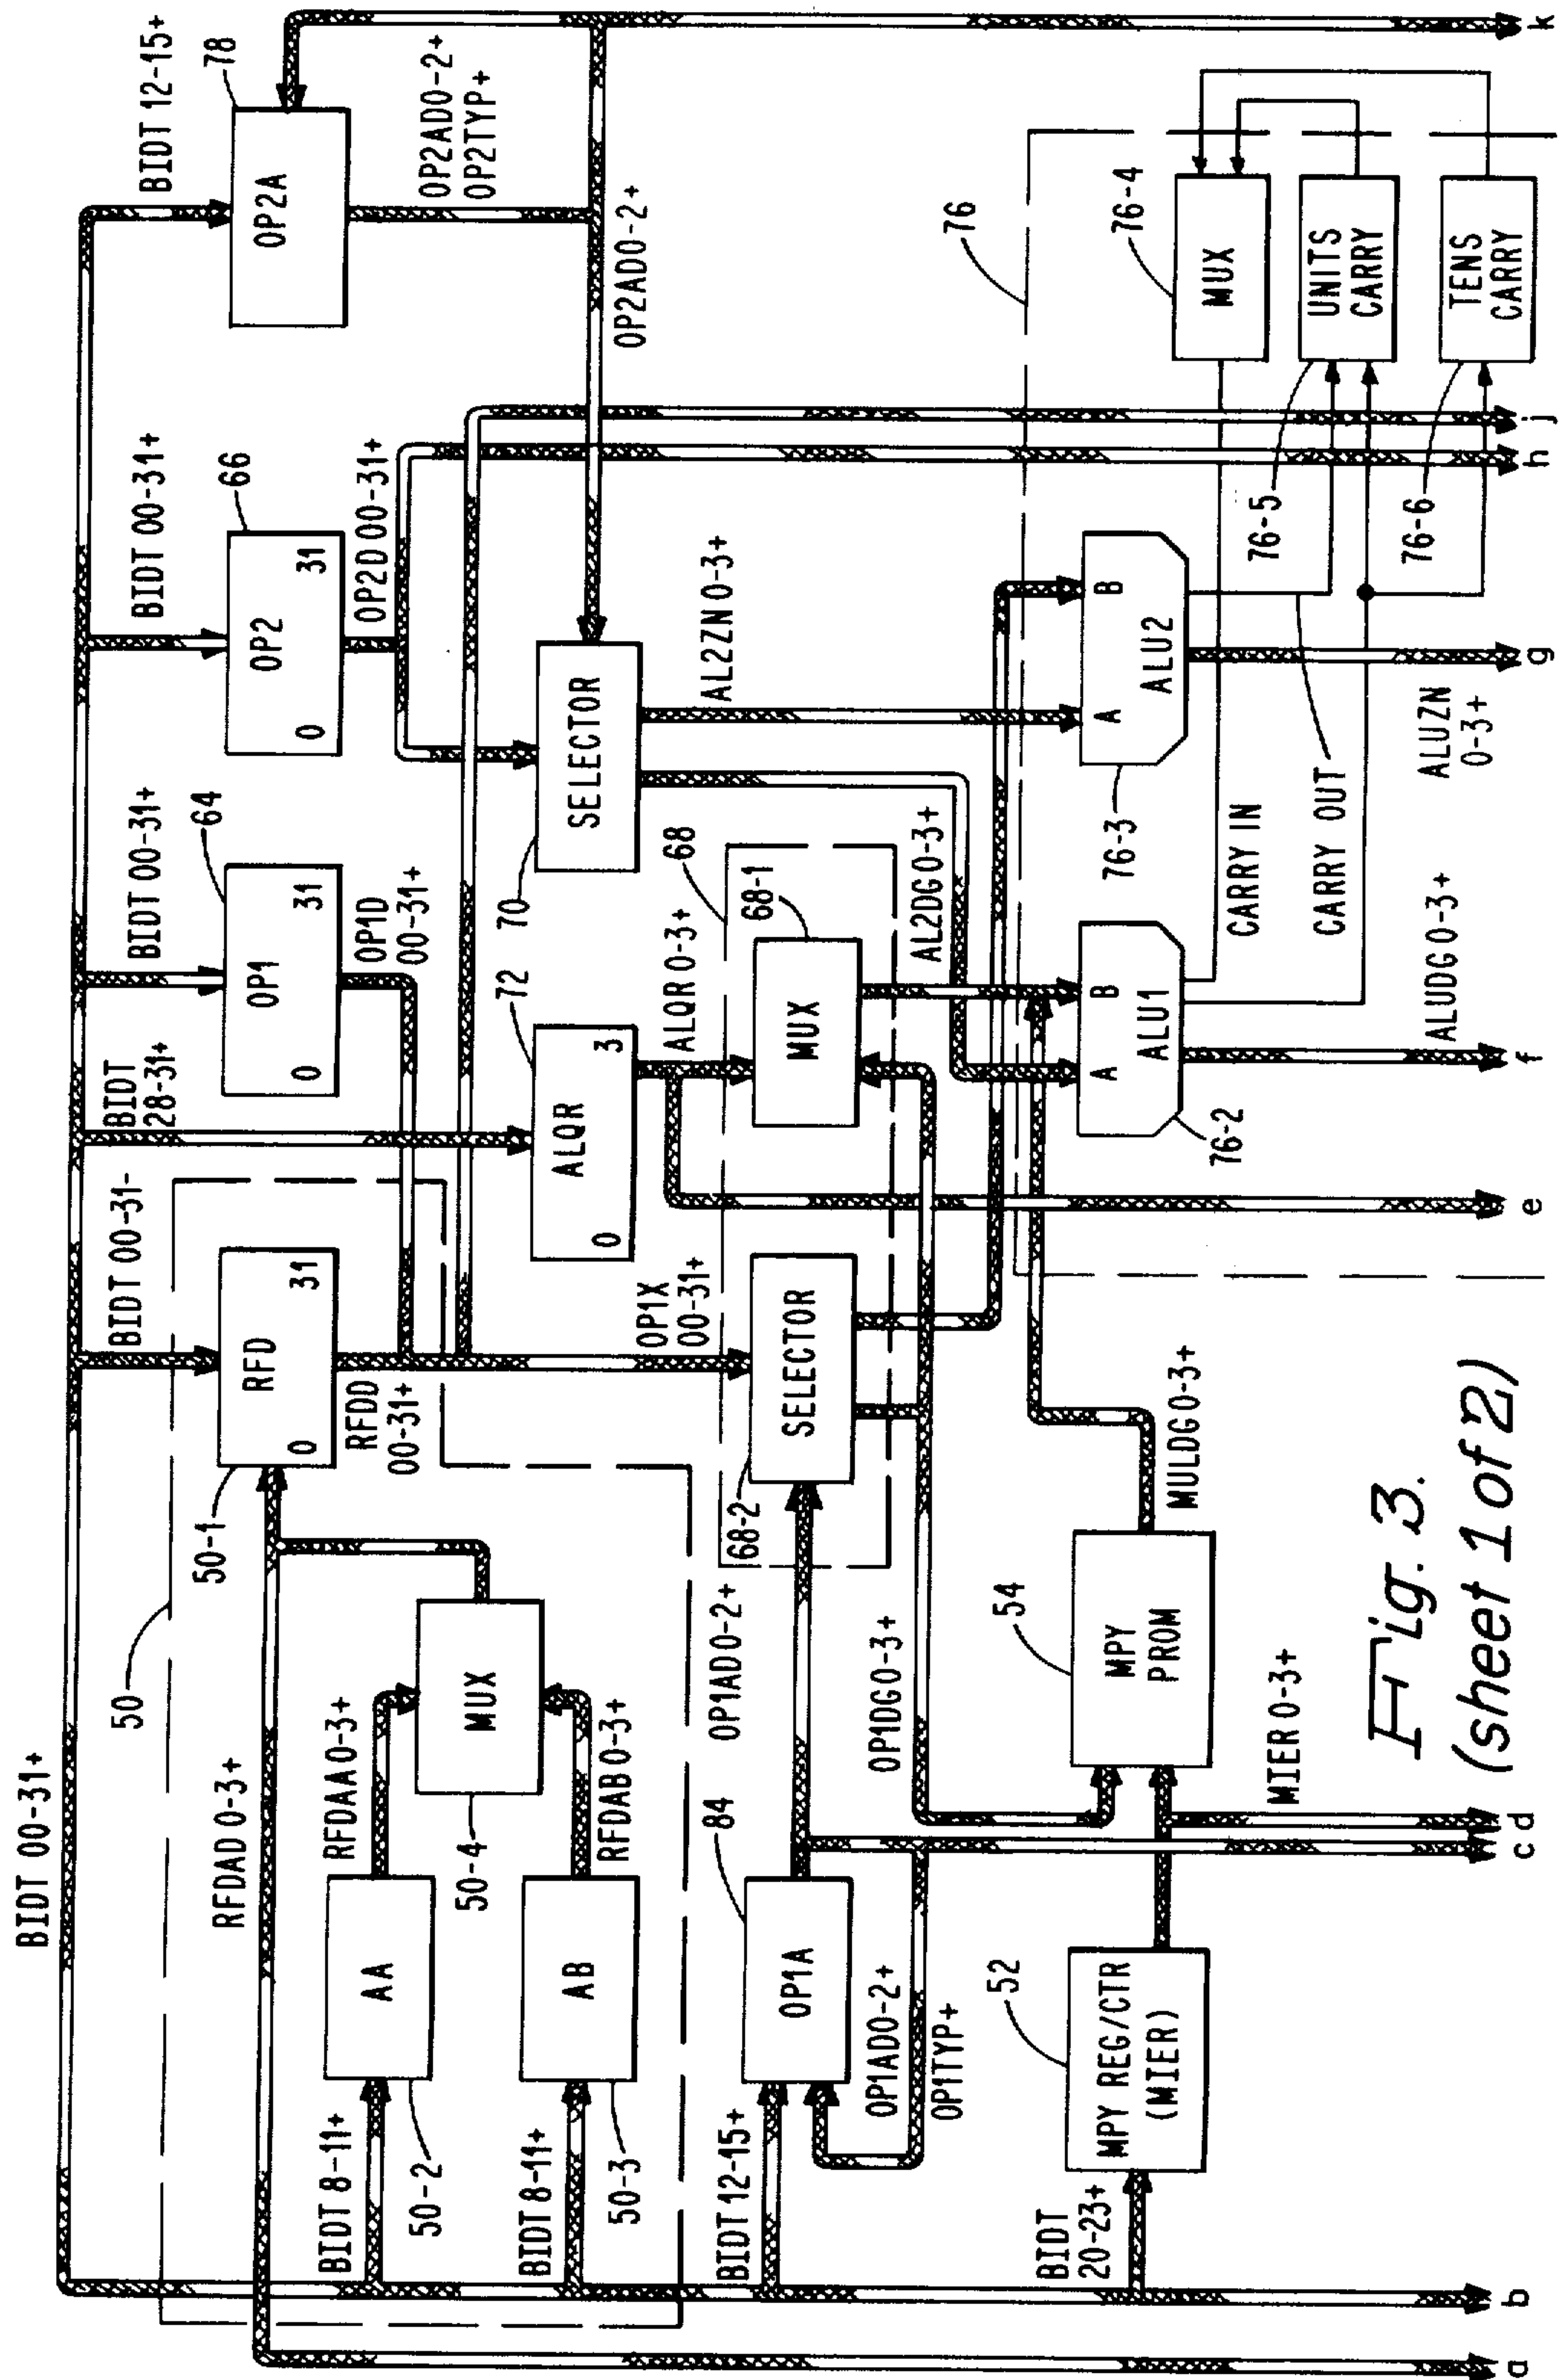 BIDT 00-31+
RFDAD 0-3+
50
BIDT 00-31-
BIDT
28-31+
BIDT 00-31+
BIDT 00-31+
BIDT 12-15+
50-1
RFD
0
31
RFDD
00-31+
64
OP1
0
31
OP1D
00-31+
66
OP2
0
31
OP2D 00-31+
78
OP2A
OP2AD0-2+
OP2TYP+
OP2AD0-2+
BIDT 8-11+
AA
50-2
RFDAA 0-3+
BIDT 8-11+
AB
50-3
RFDAB 0-3+
MUX
50-4
72
ALQR
0
3
ALQR 0-3+
SELECTOR
70
AL2ZN 0-3+
OP1X
00-31+
BIDT 12-15+
84
OP1A
OP1AD0-2+
OP1TYP+
OP1AD0-2+
68-2
SELECTOR
68
68-1
MUX
AL2DG 0-3+
OP1DG 0-3+
BIDT
20-23+
52
MPY REG/CTR
(MIER)
MIER 0-3+
54
MPY
PROM
MULDG 0-3+
76
A
B
ALU1
76-2
A
B
ALU2
76-3
CARRY IN
CARRY OUT
76-4
MUX
76-5
UNITS
CARRY
76-6
TENS
CARRY
ALUDG 0-3+
ALUZN
0-3+
a
b
c
d
e
f
g
h
j
k
Fig. 3.
(sheet 1 of 2)